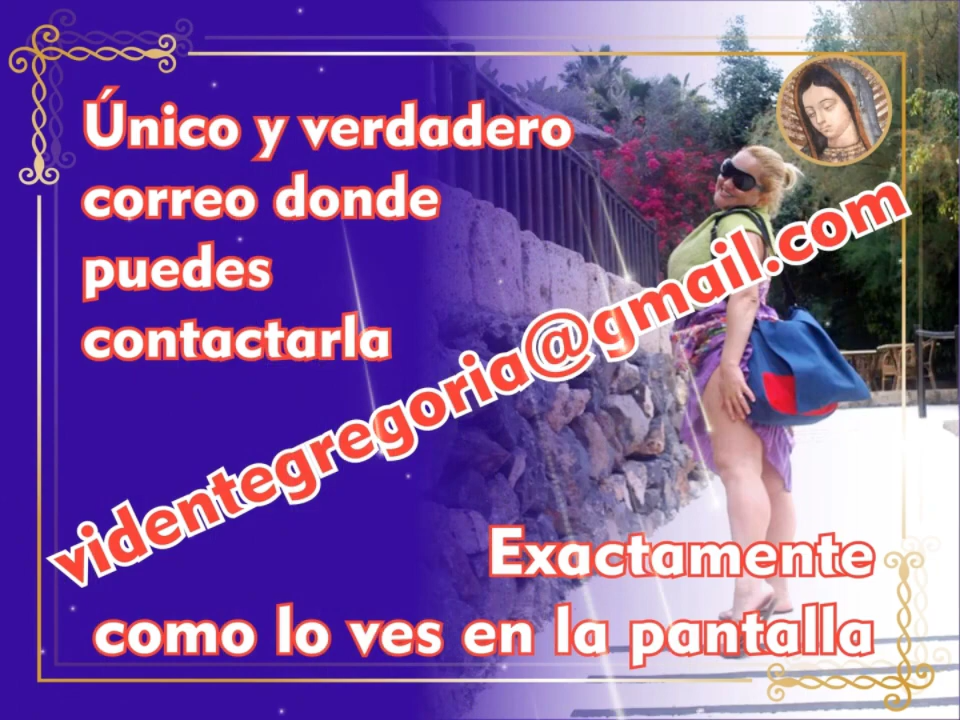 Único y verdadero
correo donde
puedes
contactarla
videntegregoria@gmail.com
Exactamente
como lo ves en la pantalla